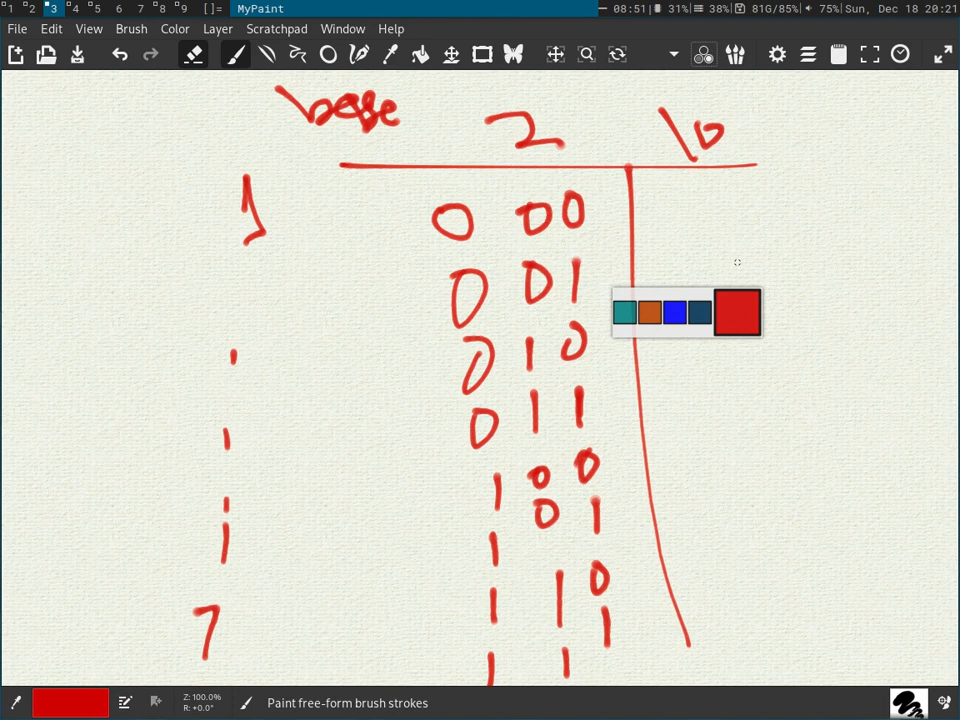 1 2 3 4 5 6 7 8 9 []= MyPaint 08:51 31% 38% 81G/85% 75% Sun, Dec 18 20:21
File Edit View Brush Color Layer Scratchpad Window Help
base 2 10
1 0 0 0
0 0 1
0 1 0
0 1 1
1 0 0
1 0 1
1 1 0
7 1 1 1
Z: 100.0%
R: +0.0°
Paint free-form brush strokes